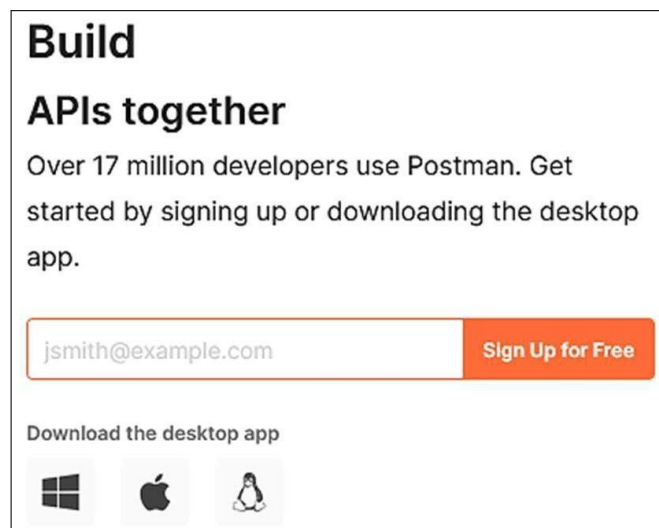 Build
APIs together
Over 17 million developers use Postman. Get
started by signing up or downloading the desktop
app.
jsmith@example.com
Sign Up for Free
Download the desktop app